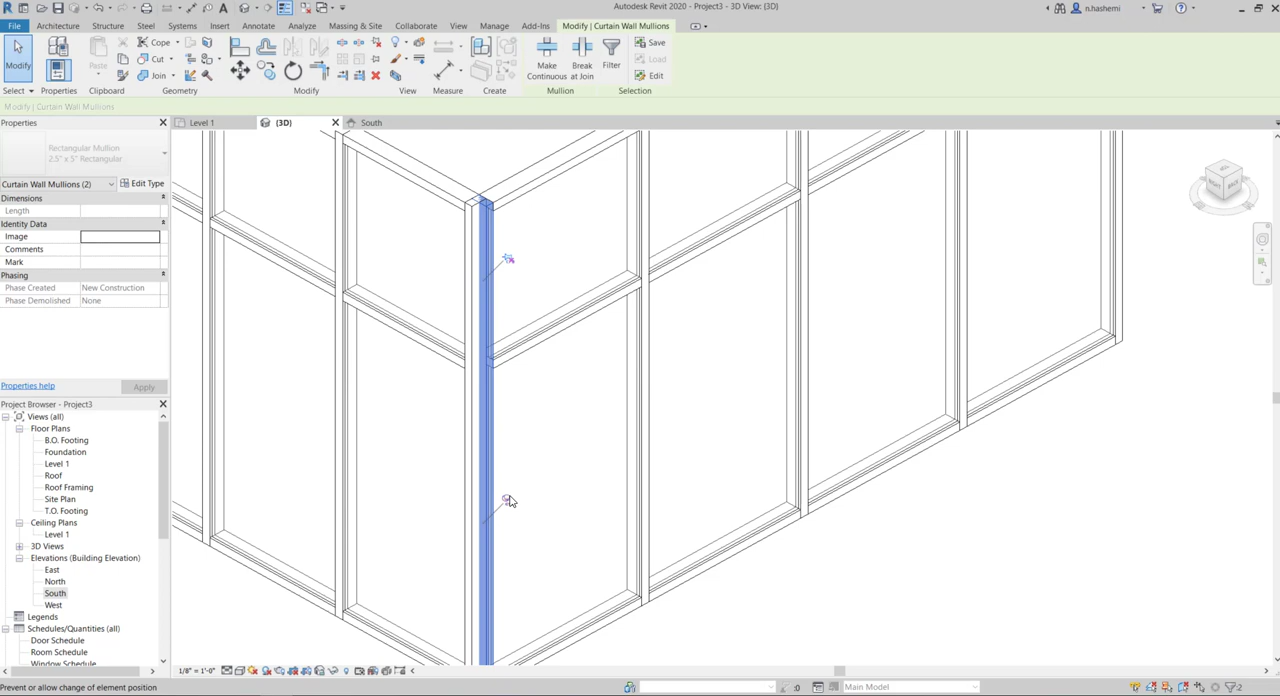 Autodesk Revit 2020 - Project3 - 3D View: {3D}
n.hashemi
File Architecture Structure Steel Systems Insert Annotate Analyze Massing & Site Collaborate View Manage Add-Ins Modify | Curtain Wall Mullions
Modify
Paste
Cope
Cut
Join
Make Continuous
Break at Join
Filter
Save
Load
Edit
Select Properties Clipboard Geometry Modify View Measure Create Mullion Selection
Modify | Curtain Wall Mullions
Properties
Level 1
{3D}
South
Rectangular Mullion
2.5" x 5" Rectangular
Curtain Wall Mullions (2)
Edit Type
Dimensions
Length
Identity Data
Image
Comments
Mark
Phasing
Phase Created New Construction
Phase Demolished None
Properties help
Apply
RIGHT
BACK
Project Browser - Project3
Views (all)
Floor Plans
B.O. Footing
Foundation
Level 1
Roof
Roof Framing
Site Plan
T.O. Footing
Ceiling Plans
Level 1
3D Views
Elevations (Building Elevation)
East
North
South
West
Legends
Schedules/Quantities (all)
Door Schedule
Room Schedule
Window Schedule
1/8" = 1'-0"
Prevent or allow change of element position
:0
Main Model
:2